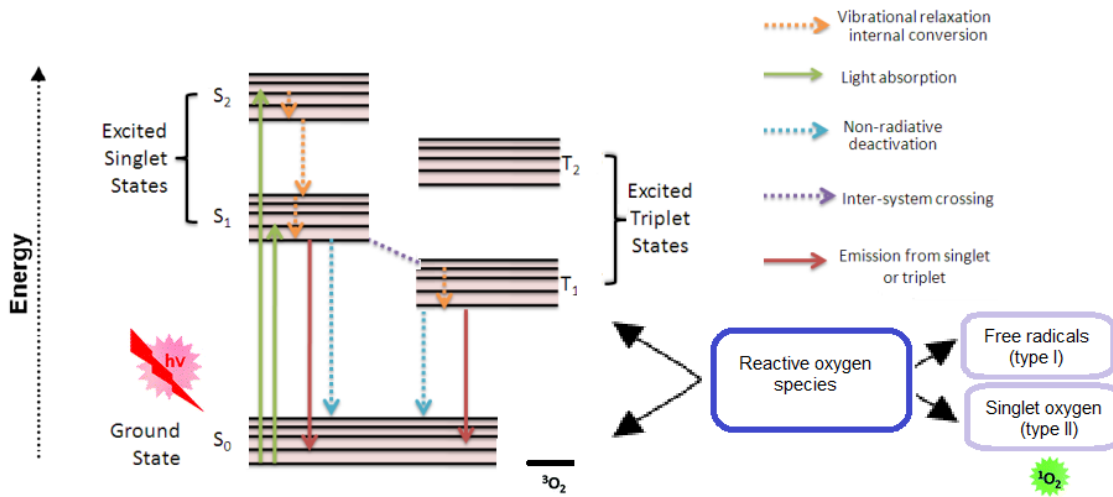 Vibrational relaxation
internal conversion
Light absorption
Non-radiative
deactivation
Inter-system crossing
Emission from singlet
or triplet
Energy
Excited
Singlet
States
S2
S1
T2
T1
Excited
Triplet
States
hv
Ground
State
S0
³O₂
Reactive oxygen
species
Free radicals
(type I)
Singlet oxygen
(type II)
¹O₂